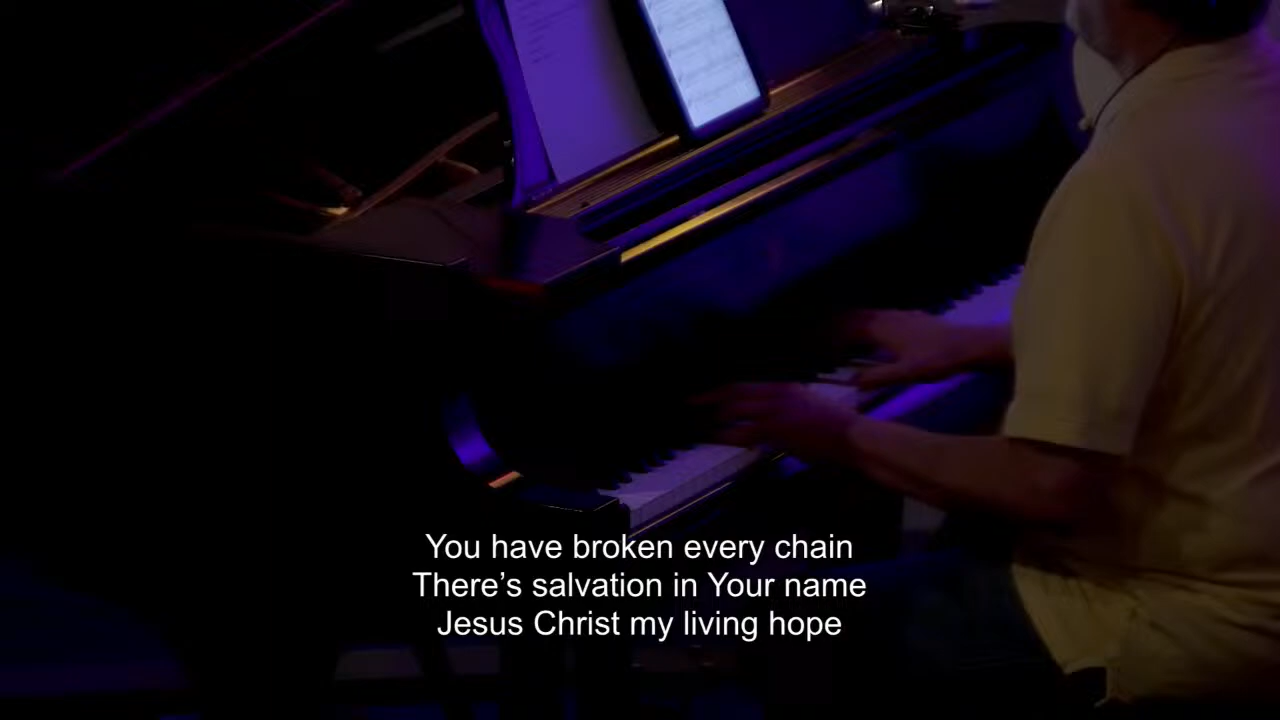 You have broken every chain
There’s salvation in Your name
Jesus Christ my living hope